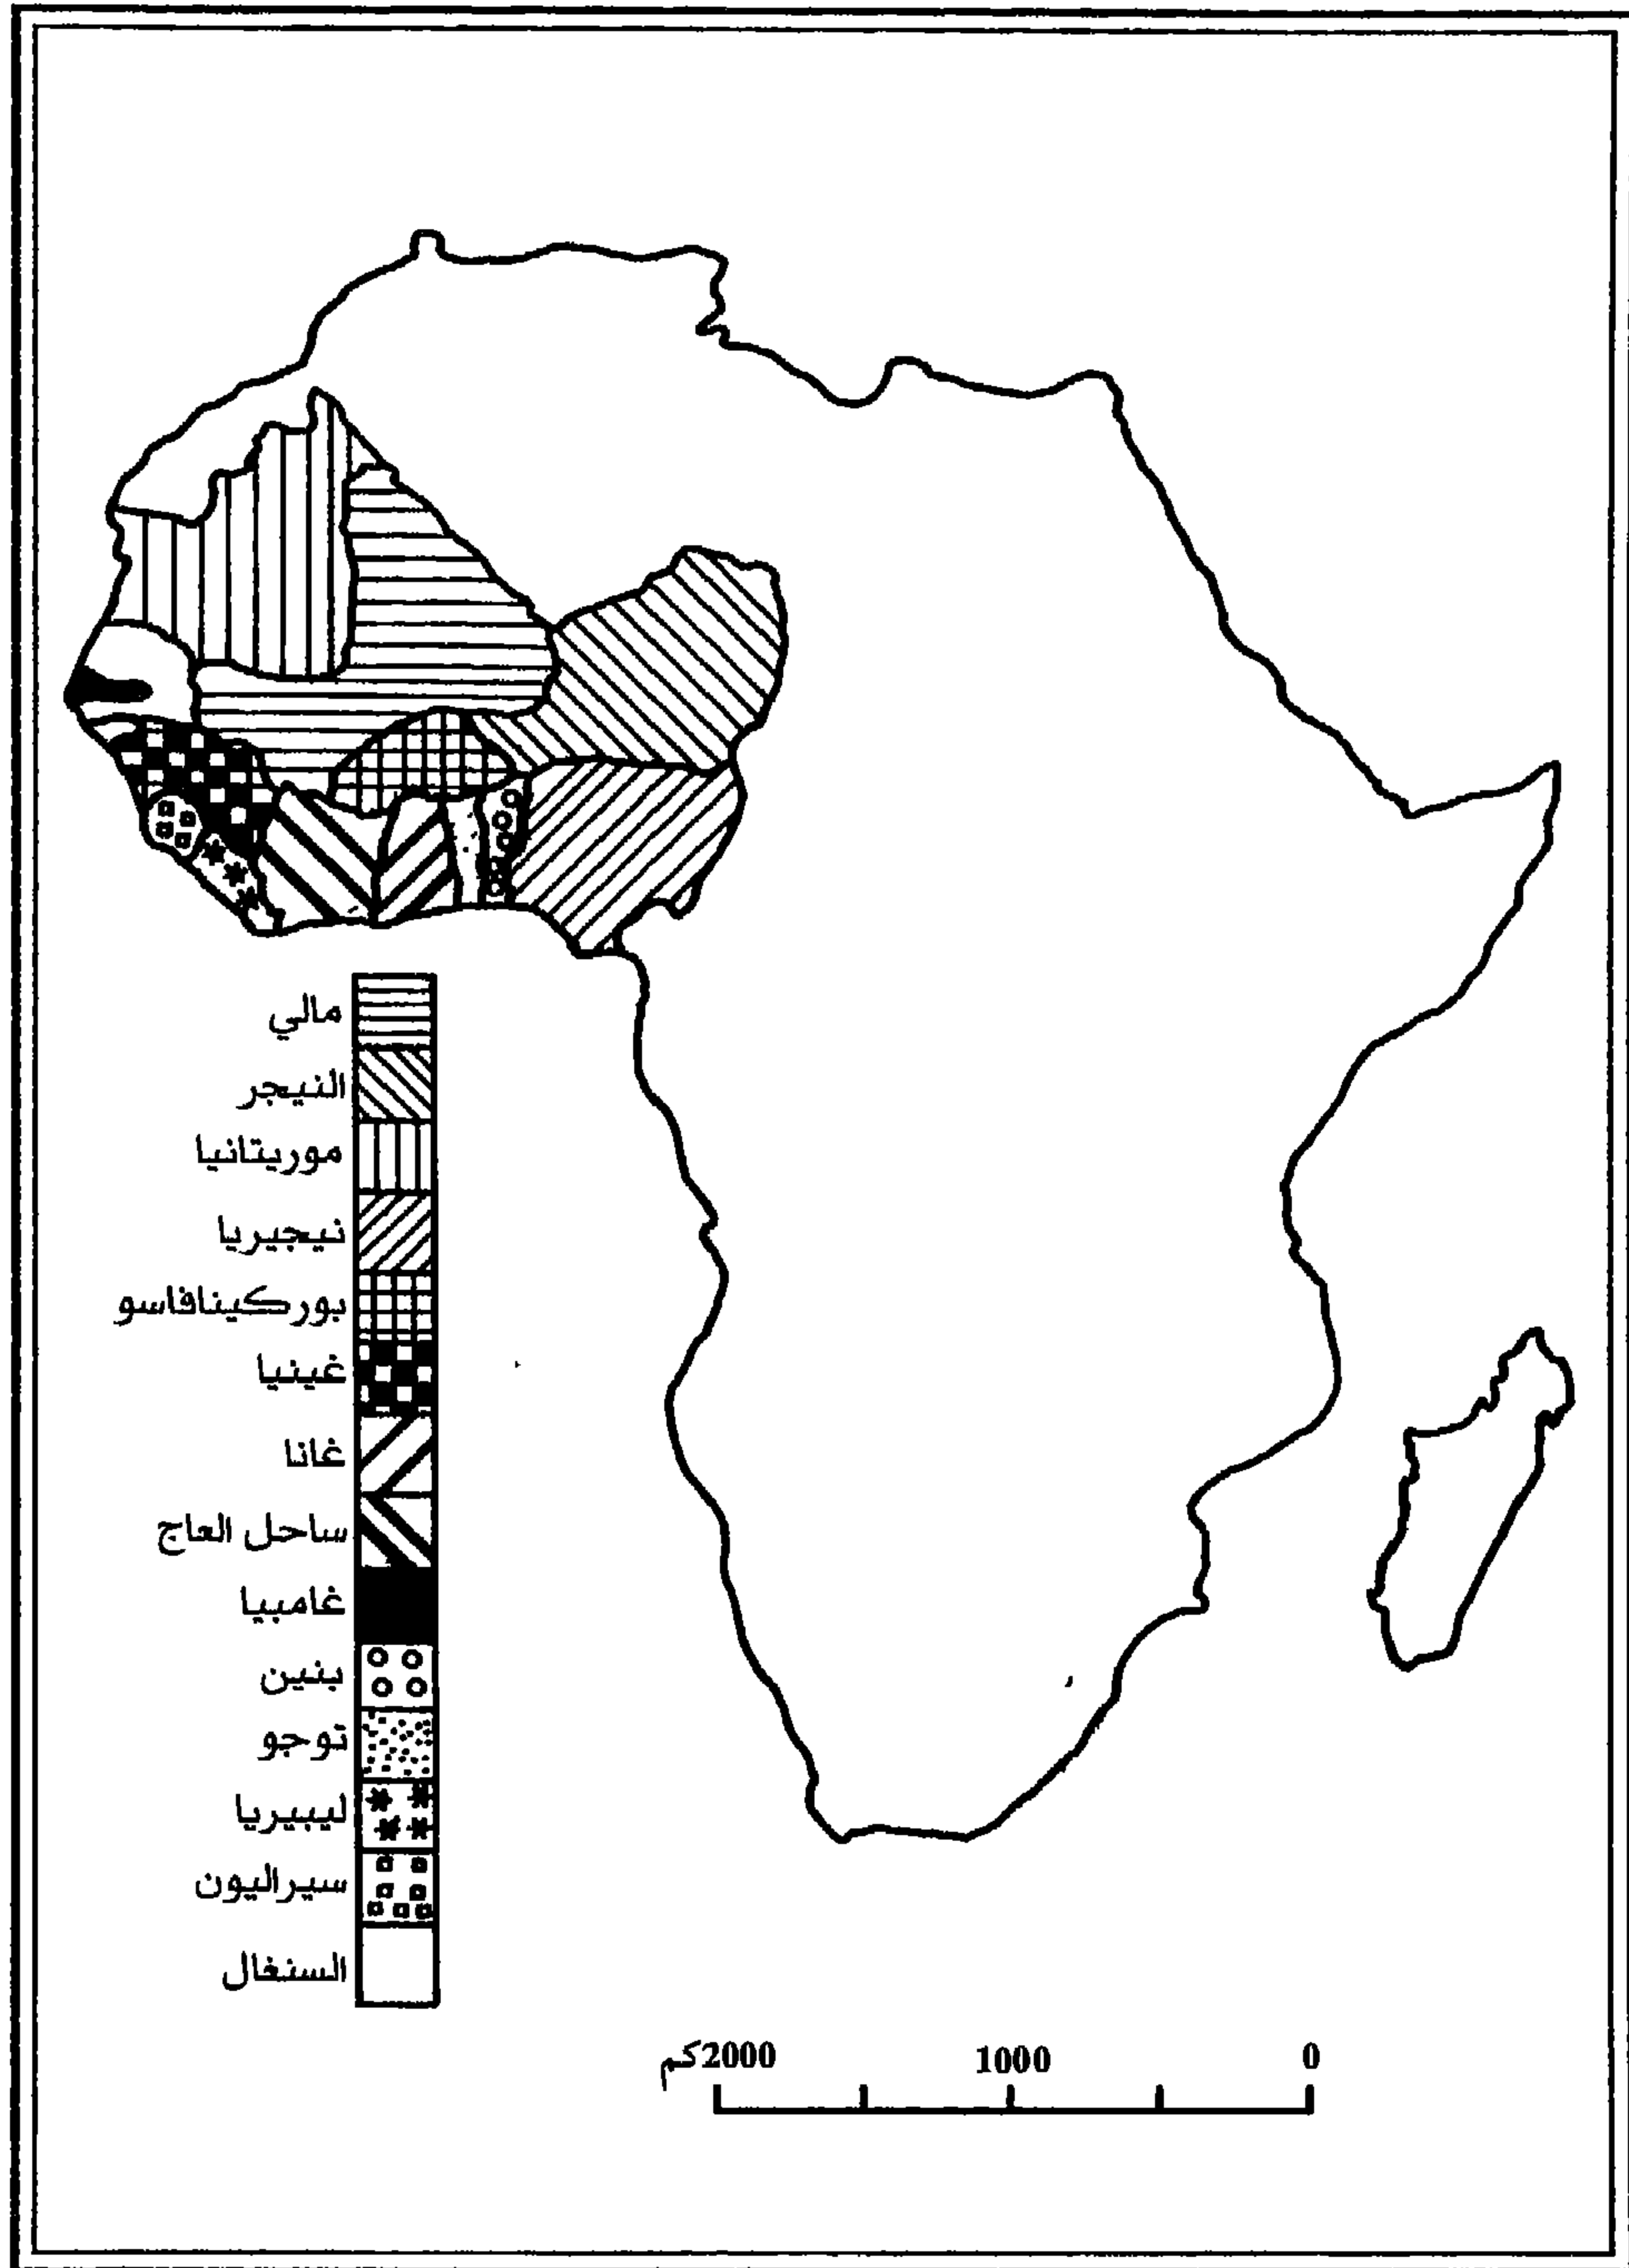 مالي
النيجر
موريتانيا
نيجيريا
بوركينافاسو
غينيا
غانا
ساحل العاج
غامبيا
بنين
توجو
ليبيريا
سيراليون
السنغال
0 1000 2000كم